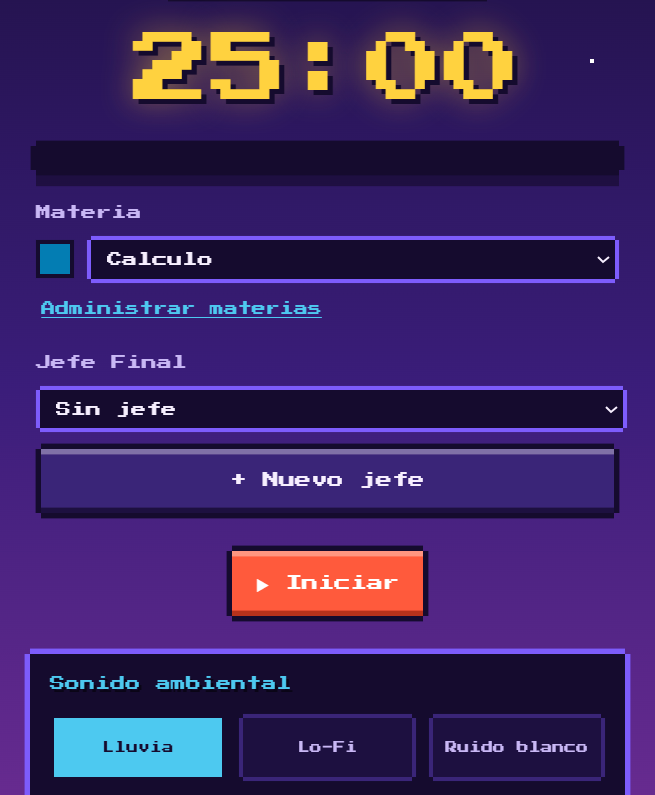 25:00
Materia
Calculo
Administrar materias
Jefe Final
Sin jefe
+ Nuevo jefe
▶ Iniciar
Sonido ambiental
Lluvia
Lo-Fi
Ruido blanco